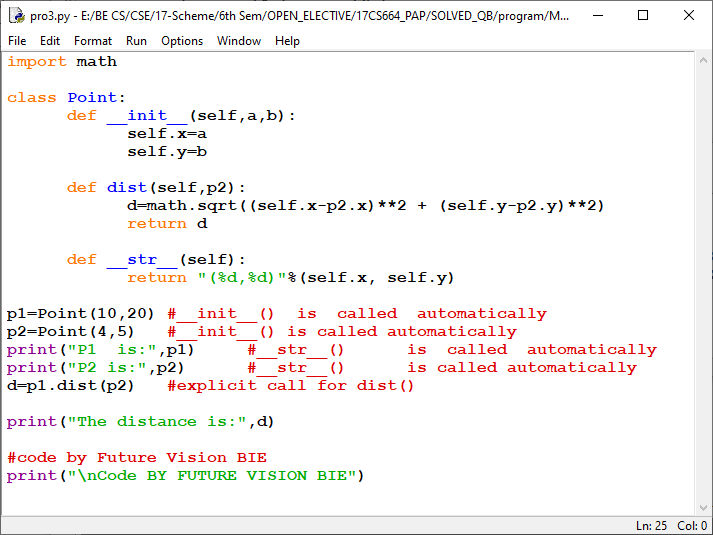 pro3.py - E:/BE CS/CSE/17-Scheme/6th Sem/OPEN_ELECTIVE/17CS664_PAP/SOLVED_QB/program/M...
File Edit Format Run Options Window Help
import math

class Point:
      def __init__(self,a,b):
            self.x=a
            self.y=b

      def dist(self,p2):
            d=math.sqrt((self.x-p2.x)**2 + (self.y-p2.y)**2)
            return d

      def __str__(self):
            return "(%d,%d)"%(self.x, self.y)

p1=Point(10,20) #__init__()  is  called  automatically
p2=Point(4,5)   #__init__() is called automatically
print("P1  is:",p1)     #__str__()      is  called  automatically
print("P2 is:",p2)      #__str__()      is called automatically
d=p1.dist(p2)   #explicit call for dist()

print("The distance is:",d)

#code by Future Vision BIE
print("\nCode BY FUTURE VISION BIE")
Ln: 25 Col: 0